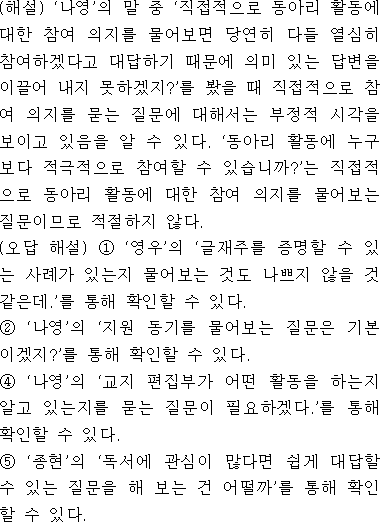 (해설) ‘나영’의 말 중 ‘직접적으로 동아리 활동에
대한 참여 의지를 물어보면 당연히 다들 열심히
참여하겠다고 대답하기 때문에 의미 있는 답변을
이끌어 내지 못하겠지?’를 봤을 때 직접적으로 참
여 의지를 묻는 질문에 대해서는 부정적 시각을
보이고 있음을 알 수 있다. ‘동아리 활동에 누구
보다 적극적으로 참여할 수 있습니까?’는 직접적
으로 동아리 활동에 대한 참여 의지를 물어보는
질문이므로 적절하지 않다.
(오답 해설) ① ‘영우’의 ‘글재주를 증명할 수 있
는 사례가 있는지 물어보는 것도 나쁘지 않을 것
같은데.’를 통해 확인할 수 있다.
② ‘나영’의 ‘지원 동기를 물어보는 질문은 기본
이겠지?’를 통해 확인할 수 있다.
④ ‘나영’의 ‘교지 편집부가 어떤 활동을 하는지
알고 있는지를 묻는 질문이 필요하겠다.’를 통해
확인할 수 있다.
⑤ ‘종현’의 ‘독서에 관심이 많다면 쉽게 대답할
수 있는 질문을 해 보는 건 어떨까’를 통해 확인
할 수 있다.